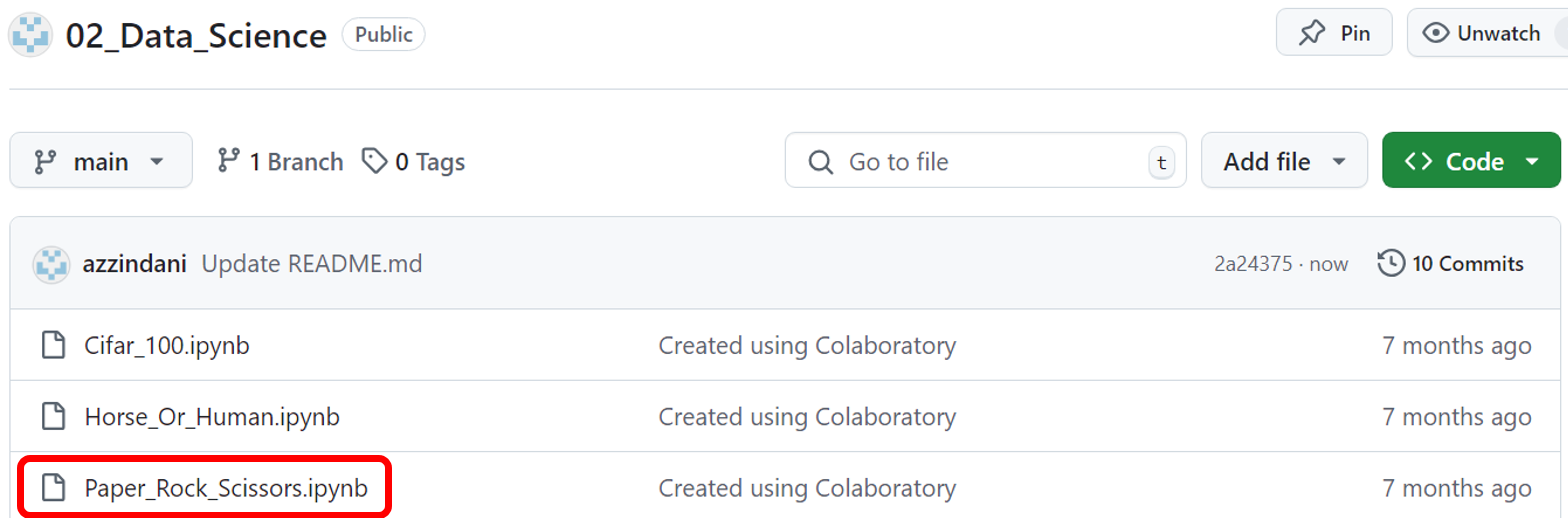 02_Data_Science Public Pin Unwatch
main 1 Branch 0 Tags Go to file t Add file Code
azzindani Update README.md 2a24375 · now 10 Commits
Cifar_100.ipynb Created using Colaboratory 7 months ago
Horse_Or_Human.ipynb Created using Colaboratory 7 months ago
Paper_Rock_Scissors.ipynb Created using Colaboratory 7 months ago